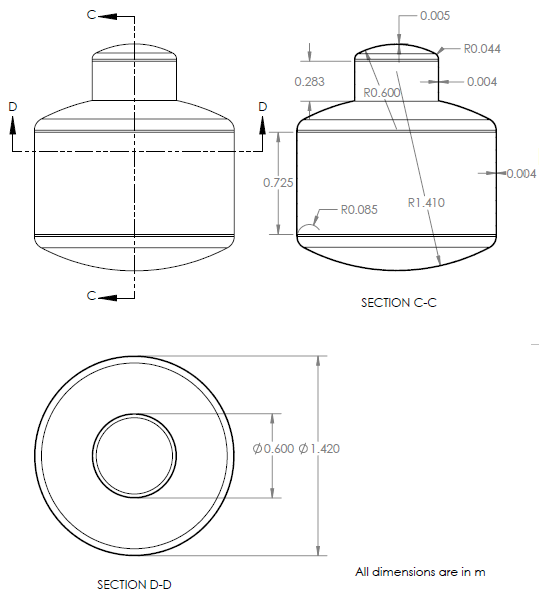 C
0.005
R0.044
0.283
0.004
R0.600
D
D
0.004
0.725
R1.410
R0.085
C
SECTION C-C
Ø0.600
Ø1.420
All dimensions are in m
SECTION D-D